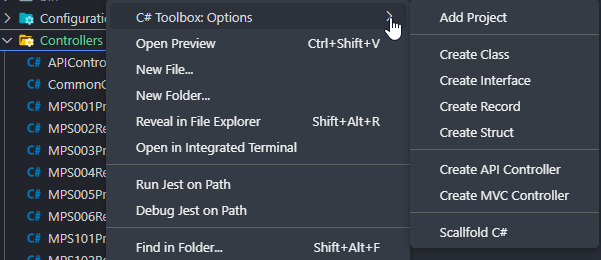 bin
Configuration
Controllers
C# APIContro
C# CommonC
C# MPS001Pr
C# MPS002Re
C# MPS003Pr
C# MPS004Re
C# MPS005Pr
C# MPS006Re
C# MPS101Pr
C# MPS102Re
C# Toolbox: Options
Open Preview Ctrl+Shift+V
New File...
New Folder...
Reveal in File Explorer Shift+Alt+R
Open in Integrated Terminal
Run Jest on Path
Debug Jest on Path
Find in Folder... Shift+Alt+F
Add Project
Create Class
Create Interface
Create Record
Create Struct
Create API Controller
Create MVC Controller
Scallfold C#